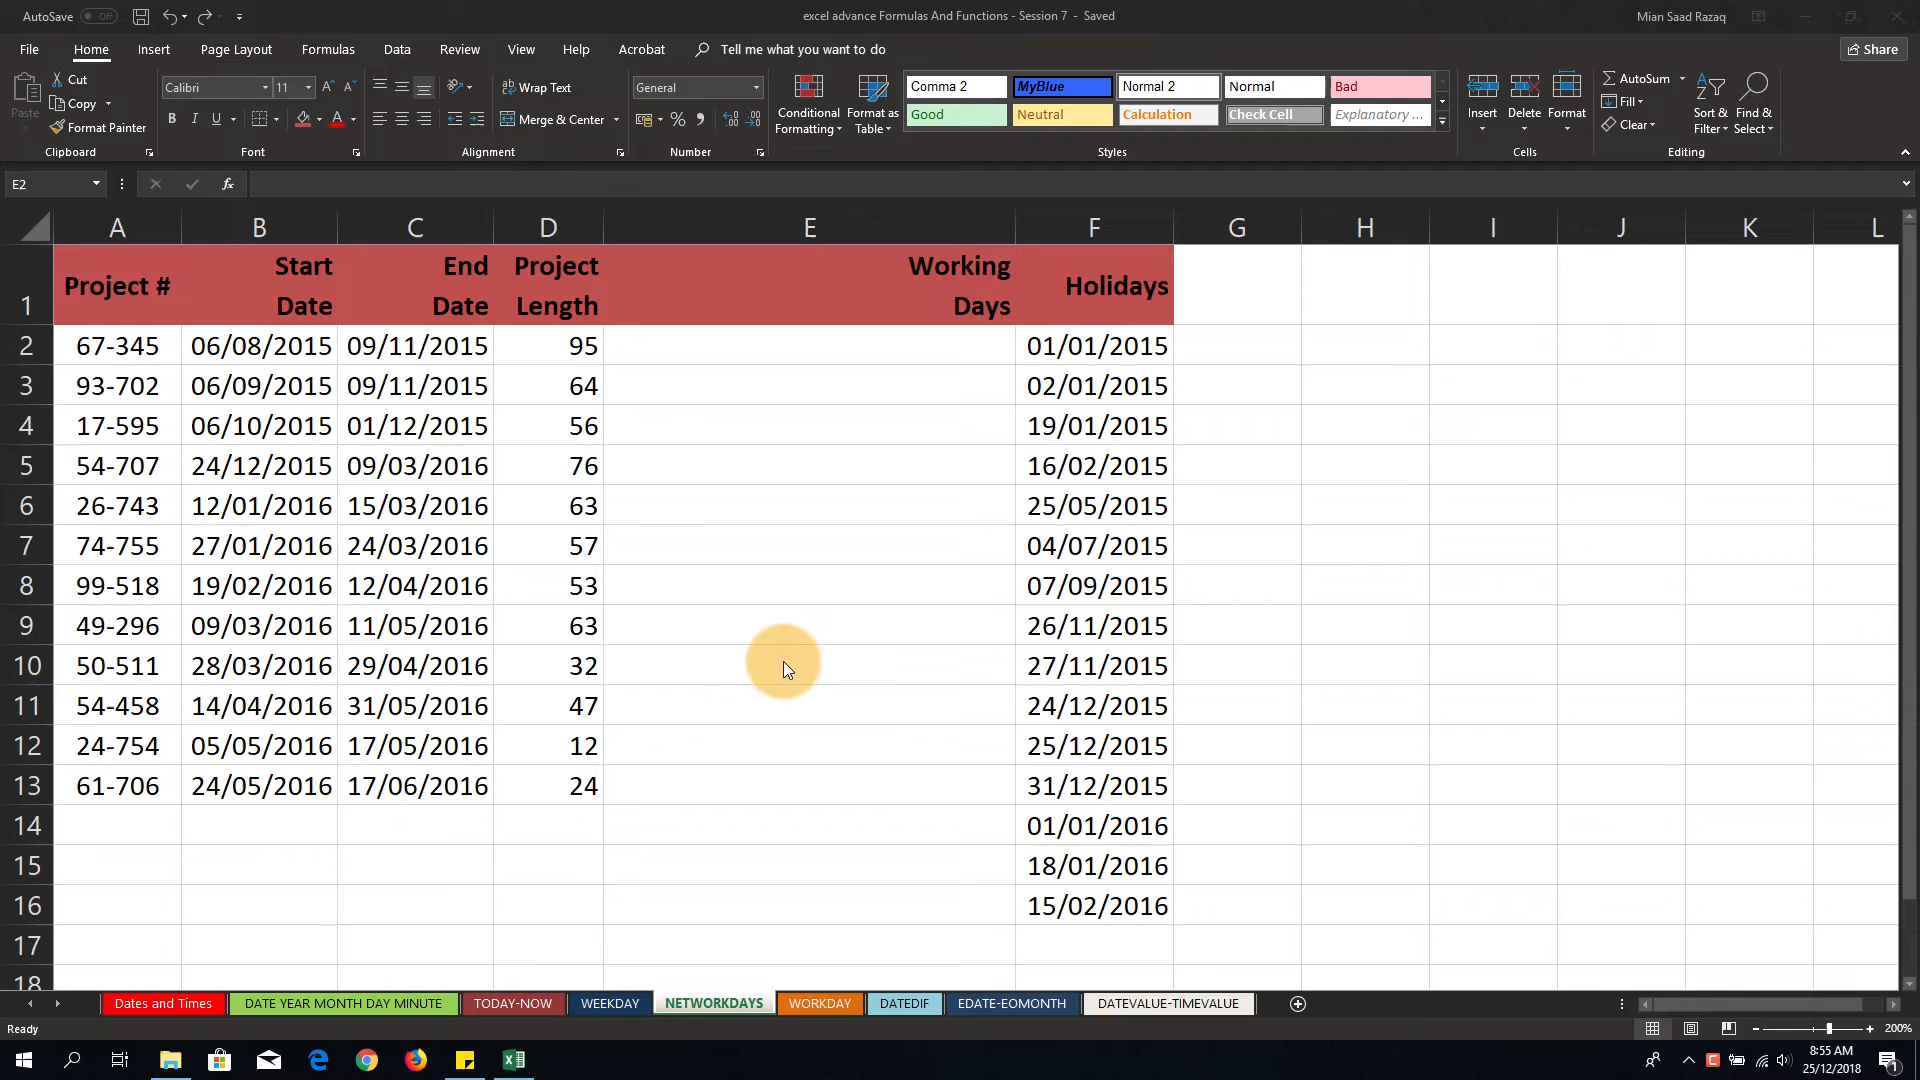 AutoSave Off excel advance Formulas And Functions - Session 7 - Saved Mian Saad Razaq
File Home Insert Page Layout Formulas Data Review View Help Acrobat Tell me what you want to do Share
Paste Cut Copy Format Painter Clipboard
Calibri 11 B I U Font
Wrap Text Merge & Center Alignment
General % Number
Conditional Formatting Format as Table
Comma 2 MyBlue Normal 2 Normal Bad
Good Neutral Calculation Check Cell Explanatory ...
Styles
Insert Delete Format Cells
AutoSum Fill Clear Sort & Filter Find & Select Editing
E2 fx
A B C D E F G H I J K L
1 Project # Start Date End Date Project Length Working Days Holidays
2 67-345 06/08/2015 09/11/2015 95 01/01/2015
3 93-702 06/09/2015 09/11/2015 64 02/01/2015
4 17-595 06/10/2015 01/12/2015 56 19/01/2015
5 54-707 24/12/2015 09/03/2016 76 16/02/2015
6 26-743 12/01/2016 15/03/2016 63 25/05/2015
7 74-755 27/01/2016 24/03/2016 57 04/07/2015
8 99-518 19/02/2016 12/04/2016 53 07/09/2015
9 49-296 09/03/2016 11/05/2016 63 26/11/2015
10 50-511 28/03/2016 29/04/2016 32 27/11/2015
11 54-458 14/04/2016 31/05/2016 47 24/12/2015
12 24-754 05/05/2016 17/05/2016 12 25/12/2015
13 61-706 24/05/2016 17/06/2016 24 31/12/2015
14 01/01/2016
15 18/01/2016
16 15/02/2016
17
18
Dates and Times DATE YEAR MONTH DAY MINUTE TODAY-NOW WEEKDAY NETWORKDAYS WORKDAY DATEDIF EDATE-EOMONTH DATEVALUE-TIMEVALUE
Ready 200%
8:55 AM
25/12/2018
1